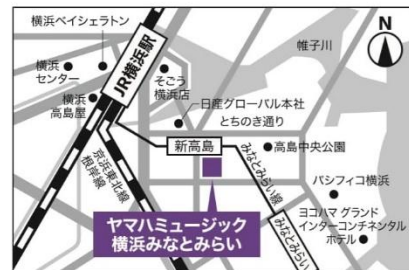 横浜ベイシェラトン
N
横浜
センター
JR横浜駅
そごう
横浜店
帷子川
横浜
高島屋
日産グローバル本社
とちのき通り
新高島
高島中央公園
京浜東北線
根岸線
みなとみらい線
パシフィコ横浜
ヤマハミュージック
横浜みなとみらい
みなとみらい
ヨコハマ グランド
インターコンチネンタル
ホテル